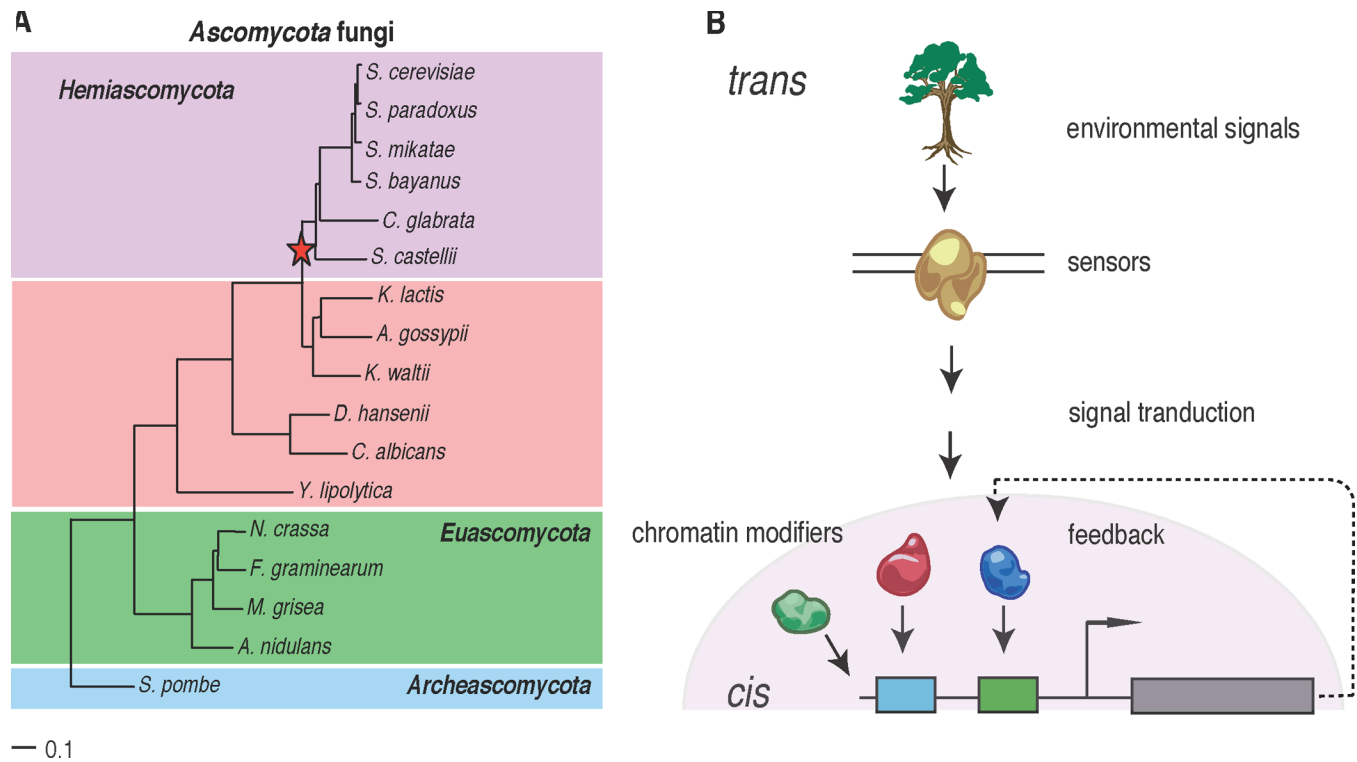 A
Ascomycota fungi
Hemiascomycota
S. cerevisiae
S. paradoxus
S. mikatae
S. bayanus
C. glabrata
S. castellii
K. lactis
A. gossypii
K. waltii
D. hansenii
C. albicans
Y. lipolytica
N. crassa
Euascomycota
F. graminearum
M. grisea
A. nidulans
S. pombe
Archeascomycota
0.1
B
trans
environmental signals
sensors
signal tranduction
chromatin modifiers
feedback
cis